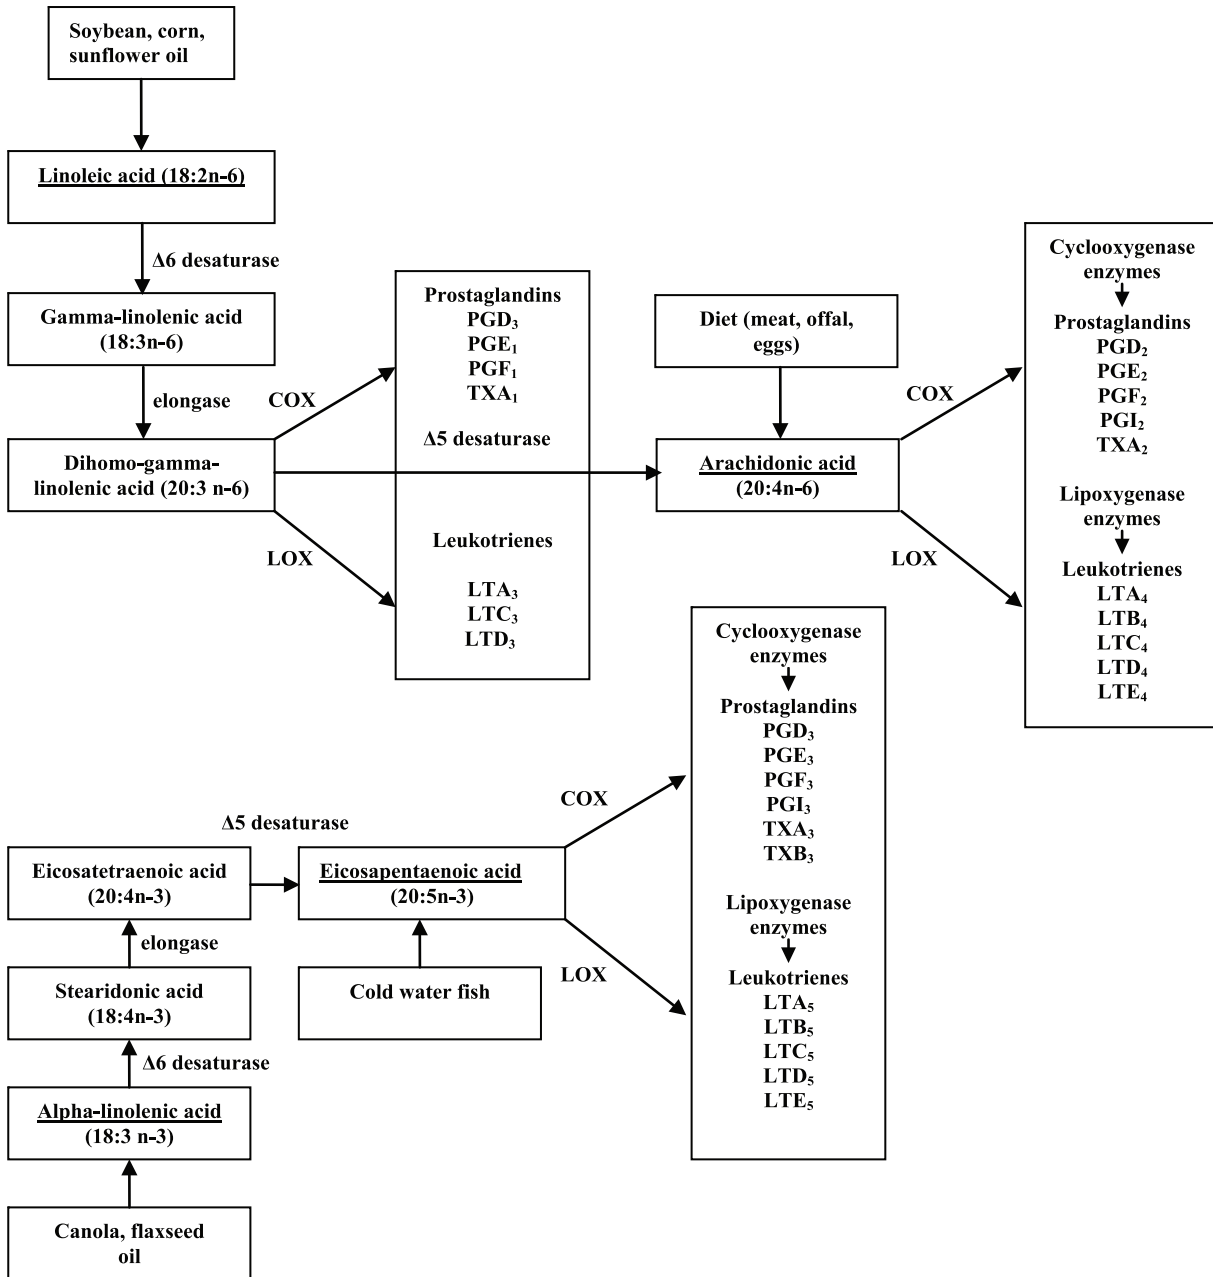 Soybean, corn,
sunflower oil
Linoleic acid (18:2n-6)
Δ6 desaturase
Gamma-linolenic acid
(18:3n-6)
elongase
Dihomo-gamma-
linolenic acid (20:3 n-6)
COX
LOX
Prostaglandins
PGD₃
PGE₁
PGF₁
TXA₁
Δ5 desaturase
Leukotrienes
LTA₃
LTC₃
LTD₃
Diet (meat, offal,
eggs)
Arachidonic acid
(20:4n-6)
COX
LOX
Cyclooxygenase
enzymes
Prostaglandins
PGD₂
PGE₂
PGF₂
PGI₂
TXA₂
Lipoxygenase
enzymes
Leukotrienes
LTA₄
LTB₄
LTC₄
LTD₄
LTE₄
Cyclooxygenase
enzymes
Prostaglandins
PGD₃
PGE₃
PGF₃
PGI₃
TXA₃
TXB₃
Lipoxygenase
enzymes
Leukotrienes
LTA₅
LTB₅
LTC₅
LTD₅
LTE₅
COX
LOX
Δ5 desaturase
Eicosatetraenoic acid
(20:4n-3)
Eicosapentaenoic acid
(20:5n-3)
elongase
Stearidonic acid
(18:4n-3)
Cold water fish
Δ6 desaturase
Alpha-linolenic acid
(18:3 n-3)
Canola, flaxseed
oil